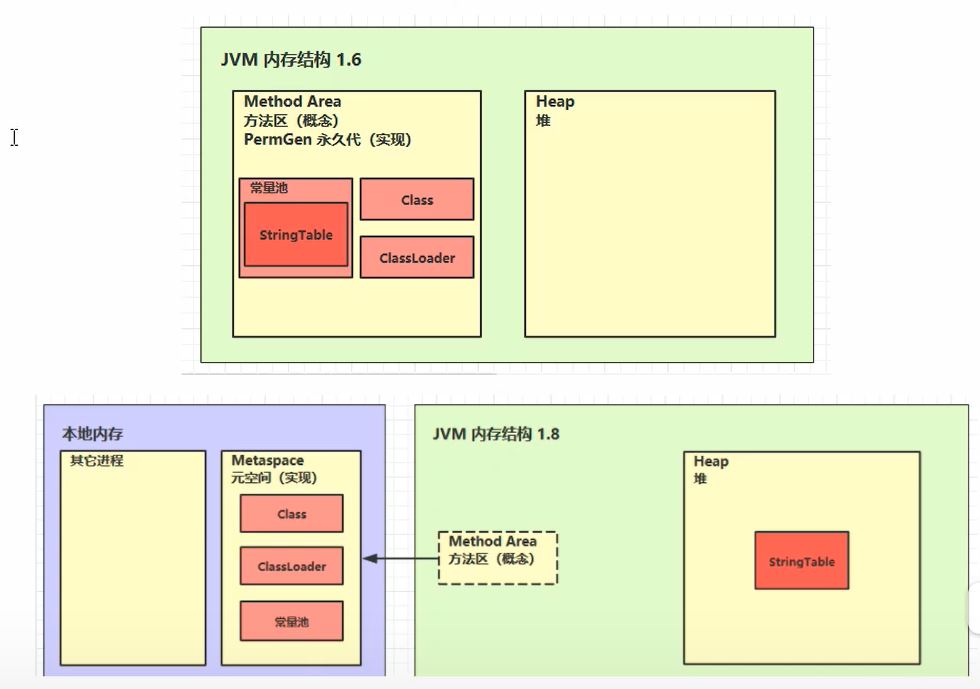 JVM 内存结构 1.6
Method Area
方法区（概念）
PermGen 永久代（实现）
常量池
StringTable
Class
ClassLoader
Heap
堆
本地内存
其它进程
Metaspace
元空间（实现）
Class
ClassLoader
常量池
JVM 内存结构 1.8
Method Area
方法区（概念）
Heap
堆
StringTable